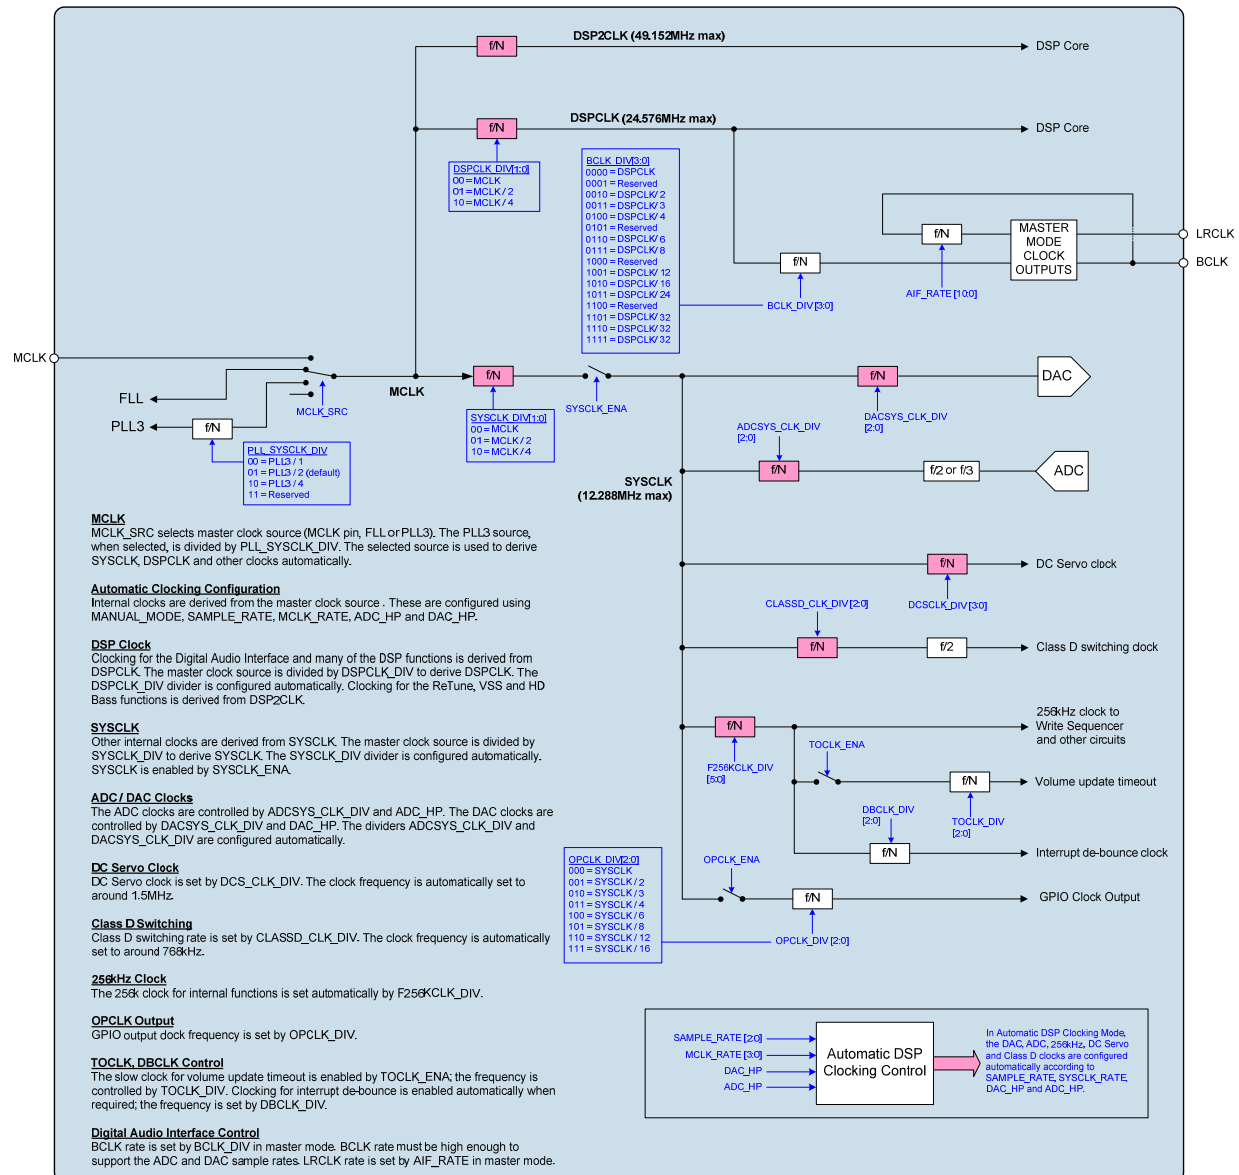 DSP2CLK (49.152MHz max)
f/N
DSP Core
DSPCLK (24.576MHz max)
f/N
DSP Core
DSPCLK_DIV[1:0]
00 = MCLK
01 = MCLK / 2
10 = MCLK / 4
BCLK_DIV[3:0]
0000 = DSPCLK
0001 = Reserved
0010 = DSPCLK / 2
0011 = DSPCLK / 3
0100 = DSPCLK / 4
0101 = Reserved
0110 = DSPCLK / 6
0111 = DSPCLK / 8
1000 = Reserved
1001 = DSPCLK / 12
1010 = DSPCLK / 16
1011 = DSPCLK / 24
1100 = Reserved
1101 = DSPCLK / 32
1110 = DSPCLK / 32
1111 = DSPCLK / 32
f/N
BCLK_DIV[3:0]
f/N
AIF_RATE [10:0]
MASTER
MODE
CLOCK
OUTPUTS
LRCLK
BCLK
MCLK
FLL
PLL3
f/N
MCLK_SRC
PLL_SYSCLK_DIV
00 = PLL3 / 1
01 = PLL3 / 2 (default)
10 = PLL3 / 4
11 = Reserved
MCLK
f/N
SYSCLK_DIV[1:0]
00 = MCLK
01 = MCLK / 2
10 = MCLK / 4
SYSCLK_ENA
f/N
DAC
DACSYS_CLK_DIV
[2:0]
ADCSYS_CLK_DIV
[2:0]
f/N
f/2 or f/3
ADC
SYSCLK
(12.288MHz max)
f/N
DC Servo clock
DCSCLK_DIV[3:0]
CLASSD_CLK_DIV[2:0]
f/N
f/2
Class D switching clock
f/N
F256KCLK_DIV
[5:0]
256kHz clock to
Write Sequencer
and other circuits
TOCLK_ENA
f/N
Volume update timeout
TOCLK_DIV
[2:0]
DBCLK_DIV
[2:0]
f/N
Interrupt de-bounce clock
OPCLK_DIV[2:0]
000 = SYSCLK
001 = SYSCLK / 2
010 = SYSCLK / 3
011 = SYSCLK / 4
100 = SYSCLK / 6
101 = SYSCLK / 8
110 = SYSCLK / 12
111 = SYSCLK / 16
OPCLK_ENA
f/N
GPIO Clock Output
OPCLK_DIV [2:0]
MCLK
MCLK_SRC selects master clock source (MCLK pin, FLL or PLL3). The PLL3 source,
when selected, is divided by PLL_SYSCLK_DIV. The selected source is used to derive
SYSCLK, DSPCLK and other clocks automatically.
Automatic Clocking Configuration
Internal clocks are derived from the master clock source . These are configured using
MANUAL_MODE, SAMPLE_RATE, MCLK_RATE, ADC_HP and DAC_HP.
DSP Clock
Clocking for the Digital Audio Interface and many of the DSP functions is derived from
DSPCLK. The master clock source is divided by DSPCLK_DIV to derive DSPCLK. The
DSPCLK_DIV divider is configured automatically. Clocking for the ReTune, VSS and HD
Bass functions is derived from DSP2CLK.
SYSCLK
Other internal clocks are derived from SYSCLK. The master clock source is divided by
SYSCLK_DIV to derive SYSCLK. The SYSCLK_DIV divider is configured automatically.
SYSCLK is enabled by SYSCLK_ENA.
ADC / DAC Clocks
The ADC clocks are controlled by ADCSYS_CLK_DIV and ADC_HP. The DAC clocks are
controlled by DACSYS_CLK_DIV and DAC_HP. The dividers ADCSYS_CLK_DIV and
DACSYS_CLK_DIV are configured automatically.
DC Servo Clock
DC Servo clock is set by DCS_CLK_DIV. The clock frequency is automatically set to
around 1.5MHz.
Class D Switching
Class D switching rate is set by CLASSD_CLK_DIV. The clock frequency is automatically
set to around 768kHz.
256kHz Clock
The 256k clock for internal functions is set automatically by F256KCLK_DIV.
OPCLK Output
GPIO output clock frequency is set by OPCLK_DIV.
TOCLK, DBCLK Control
The slow clock for volume update timeout is enabled by TOCLK_ENA; the frequency is
controlled by TOCLK_DIV. Clocking for interrupt de-bounce is enabled automatically when
required; the frequency is set by DBCLK_DIV.
Digital Audio Interface Control
BCLK rate is set by BCLK_DIV in master mode. BCLK rate must be high enough to
support the ADC and DAC sample rates. LRCLK rate is set by AIF_RATE in master mode.
SAMPLE_RATE [2:0]
MCLK_RATE [3:0]
DAC_HP
ADC_HP
Automatic DSP
Clocking Control
In Automatic DSP Clocking Mode,
the DAC, ADC, 256kHz, DC Servo
and Class D clocks are configured
automatically according to
SAMPLE_RATE, SYSCLK_RATE,
DAC_HP and ADC_HP.